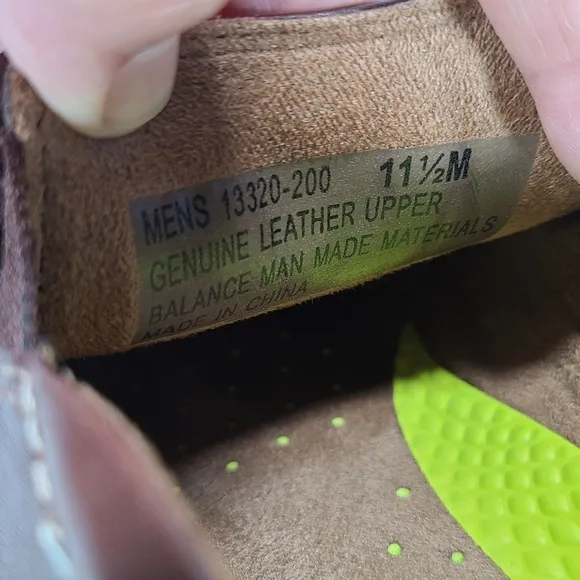 MENS 13320-200 11½M
GENUINE LEATHER UPPER
BALANCE MAN MADE MATERIALS
MADE IN CHINA